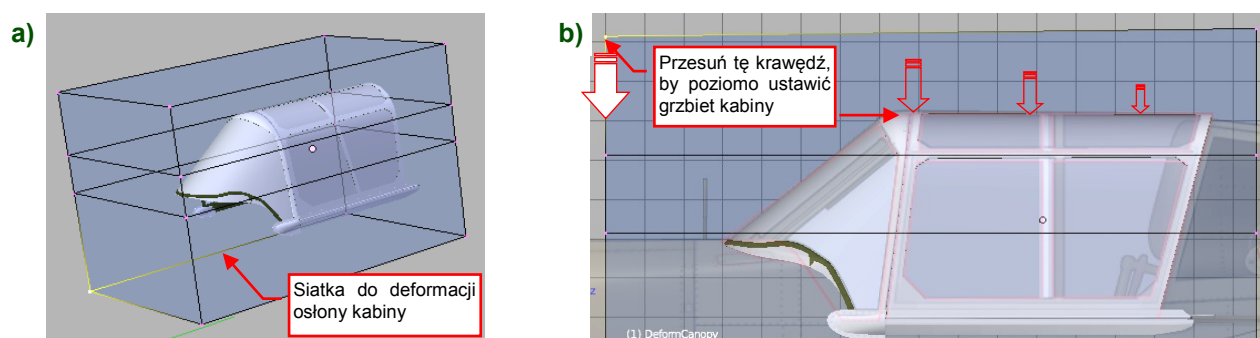 a)
Siatka do deformacji
osłony kabiny
b)
Przesuń tę krawędź,
by poziomo ustawić
grzbiet kabiny
z
(1) DeformCanopy